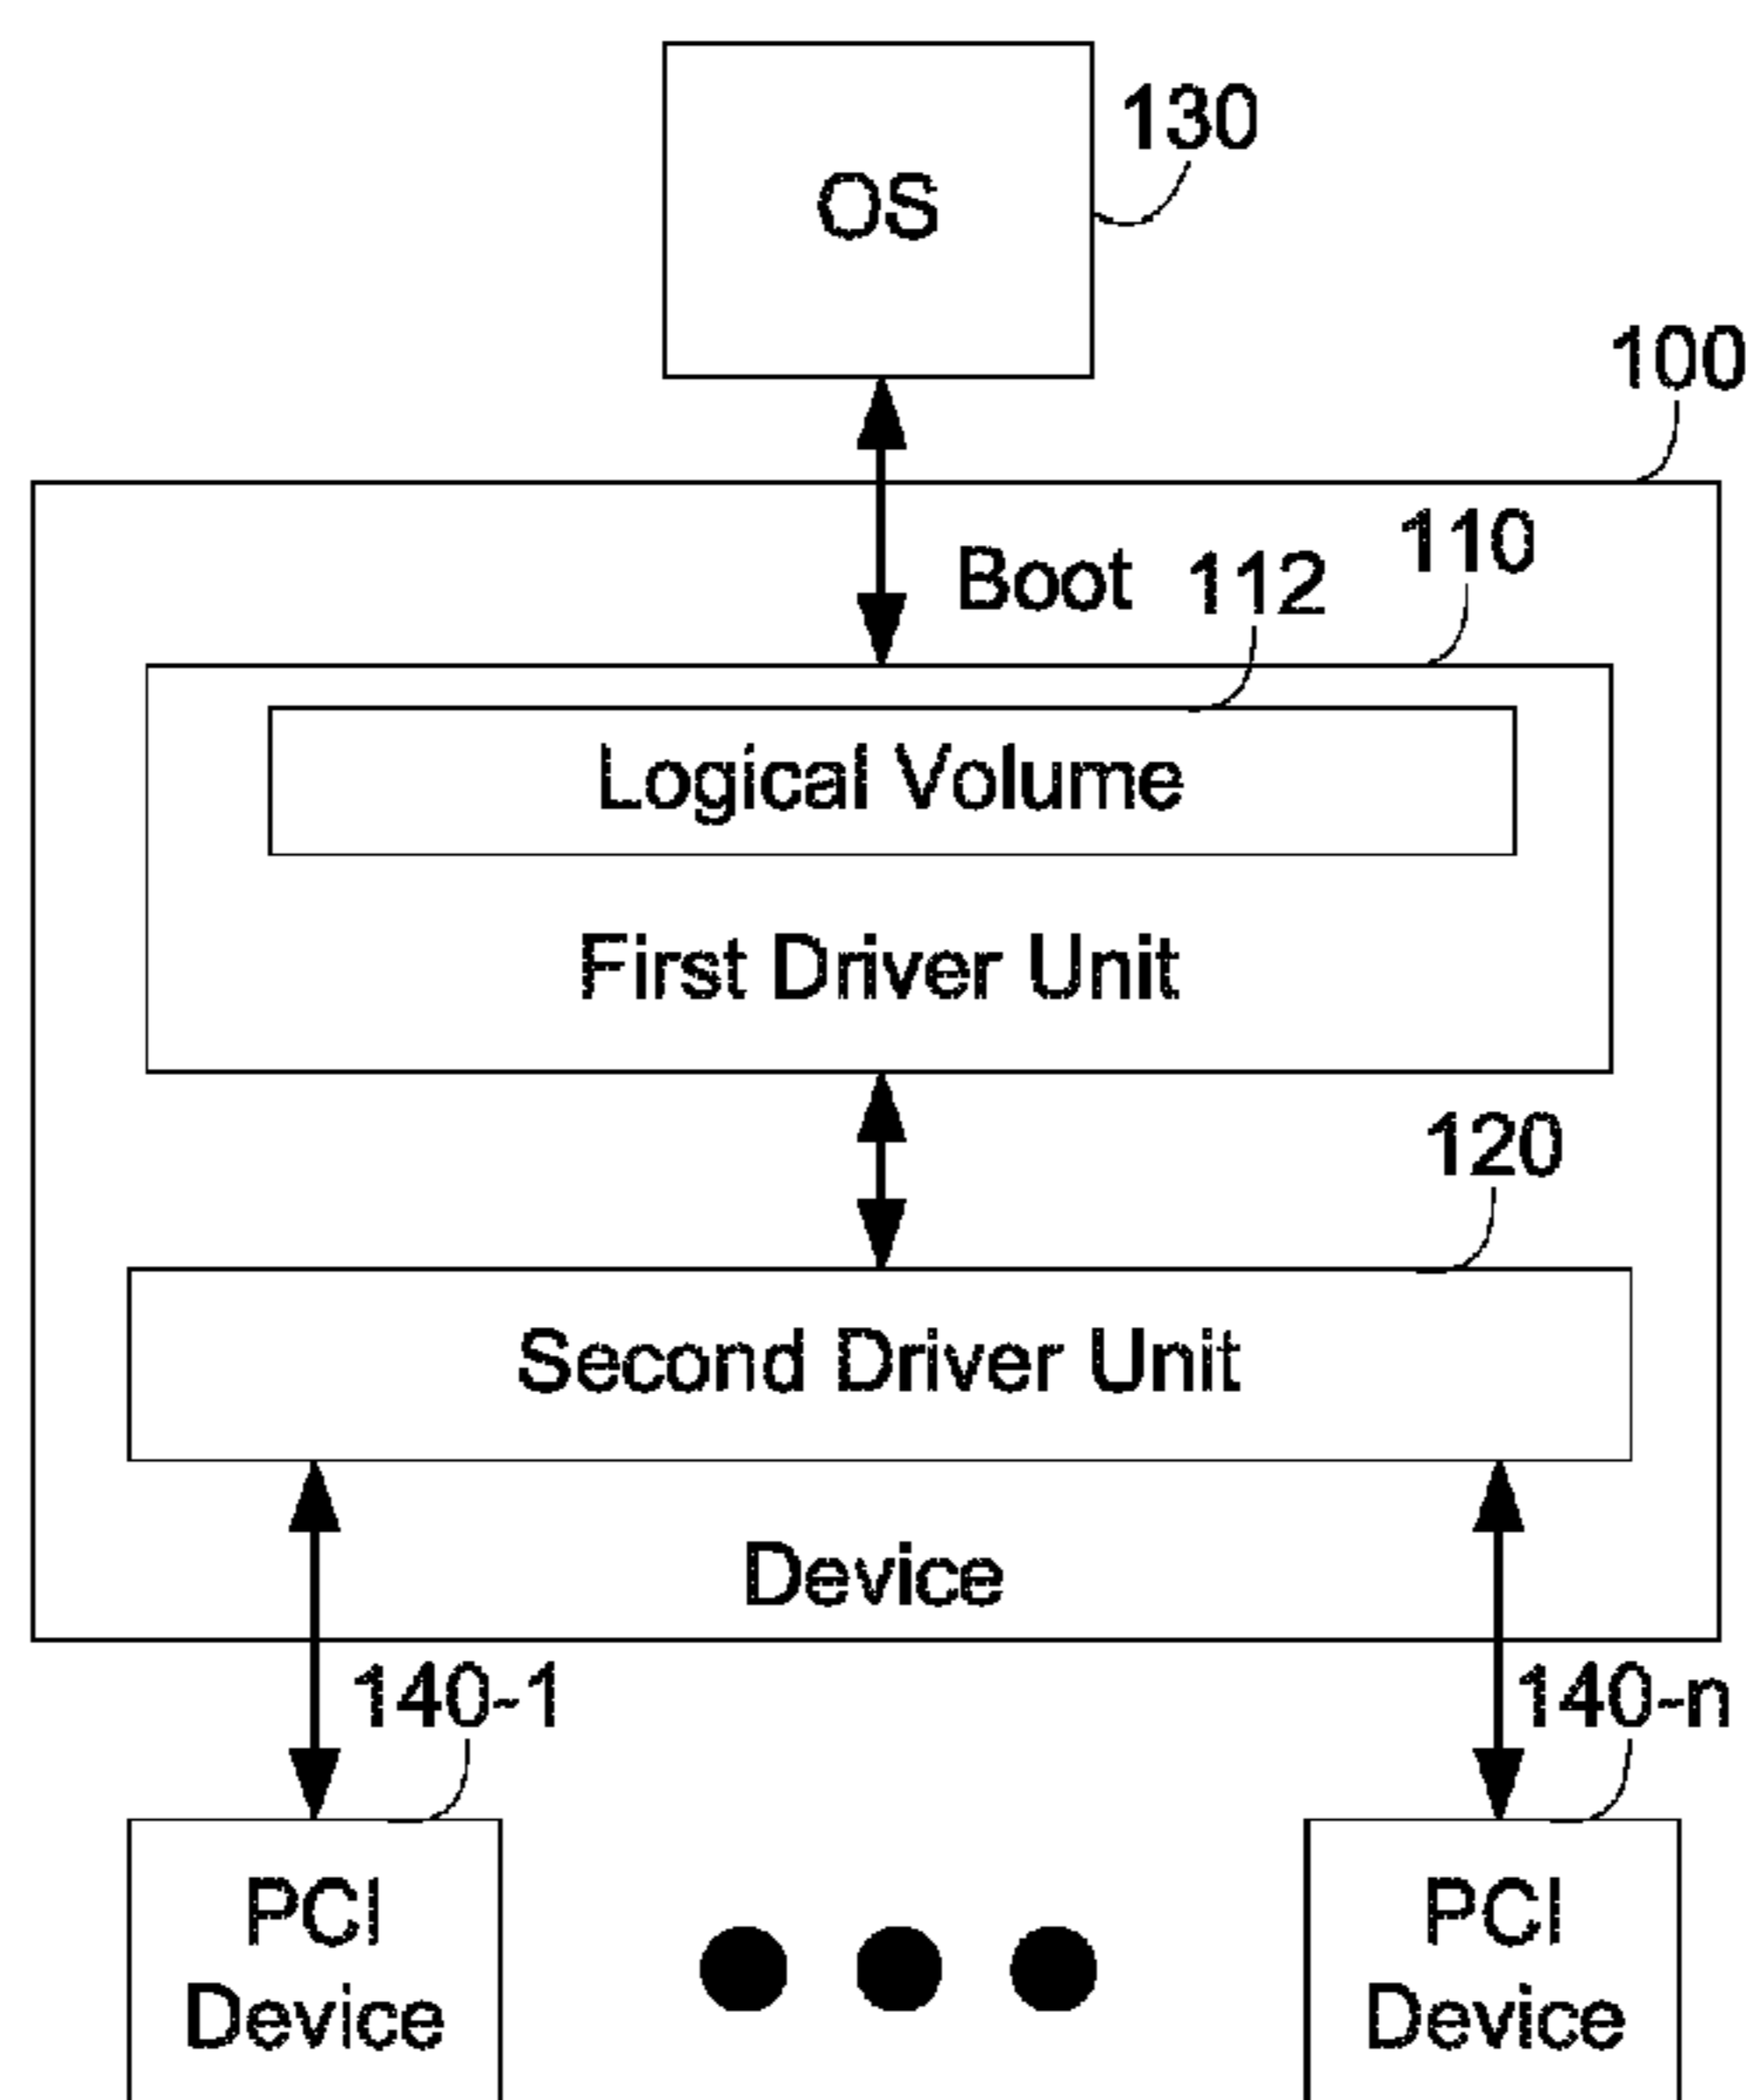 OS
130
100
Boot
112
110
Logical Volume
First Driver Unit
120
Second Driver Unit
Device
140-1
140-n
PCI
Device
PCI
Device